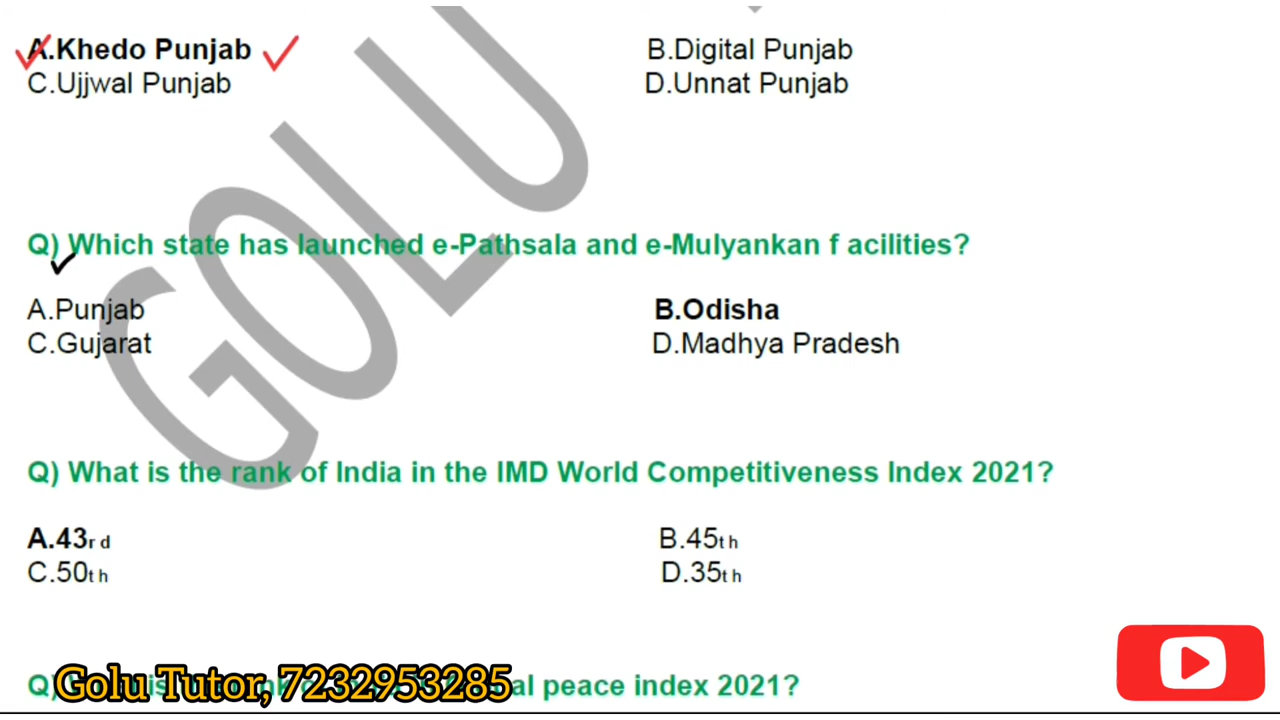 A.Khedo Punjab B.Digital Punjab
C.Ujjwal Punjab D.Unnat Punjab
GOLU
Q) Which state has launched e-Pathsala and e-Mulyankan f acilities?
A.Punjab B.Odisha
C.Gujarat D.Madhya Pradesh
Q) What is the rank of India in the IMD World Competitiveness Index 2021?
A.43rd B.45th
C.50th D.35th
Q) peace index 2021?
Golu Tutor, 7232953285